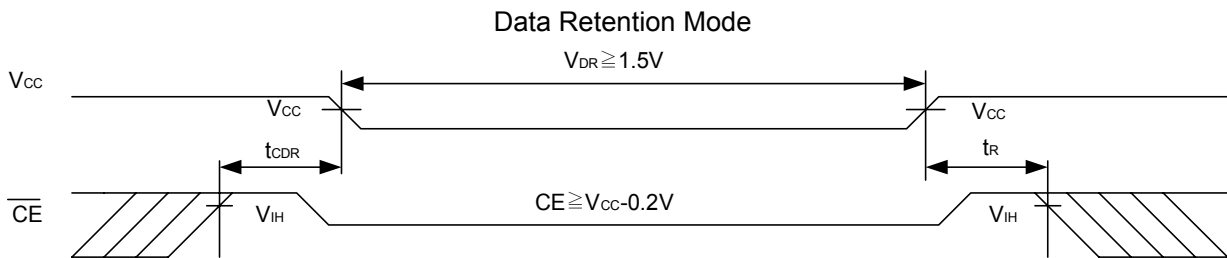 Data Retention Mode
VDR≧1.5V
VCC
VCC
VCC
tCDR
tR
CE
CE≧VCC-0.2V
VIH
VIH